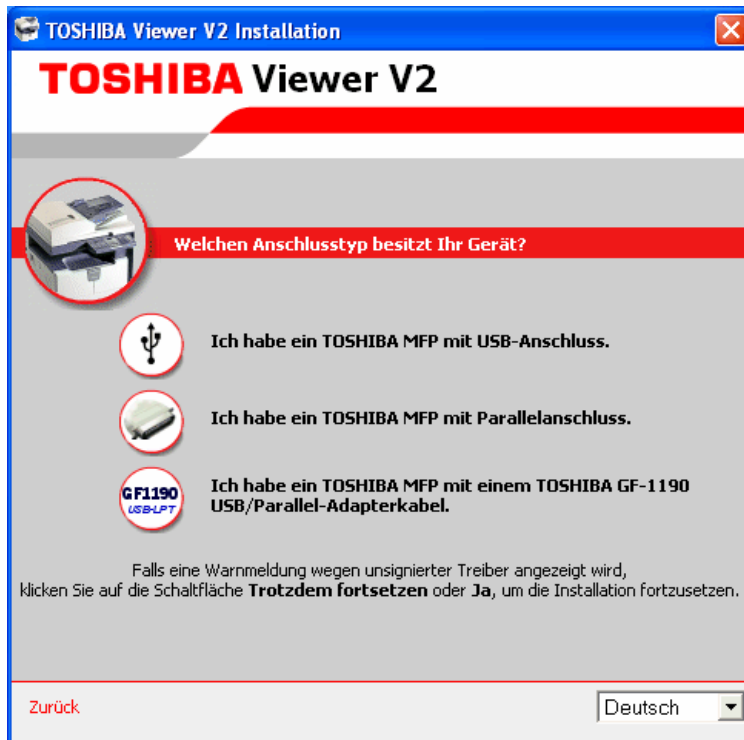 TOSHIBA Viewer V2 Installation
TOSHIBA Viewer V2
Welchen Anschlusstyp besitzt Ihr Gerät?
Ich habe ein TOSHIBA MFP mit USB-Anschluss.
Ich habe ein TOSHIBA MFP mit Parallelanschluss.
GF1190
USB-LPT
Ich habe ein TOSHIBA MFP mit einem TOSHIBA GF-1190
USB/Parallel-Adapterkabel.
Falls eine Warnmeldung wegen unsignierter Treiber angezeigt wird,
klicken Sie auf die Schaltfläche Trotzdem fortsetzen oder Ja, um die Installation fortzusetzen.
Zurück
Deutsch